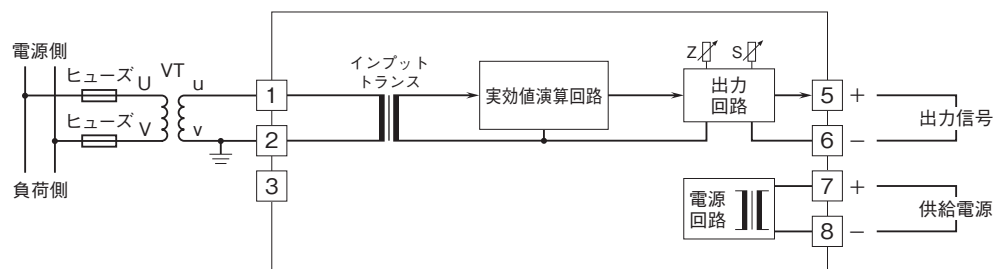 電源側
ヒューズ
U
VT
u
1
インプット
トランス
実効値演算回路
Z
S
出力
回路
5
+
出力信号
ヒューズ
V
v
2
6
−
負荷側
3
電源
回路
7
+
供給電源
8
−